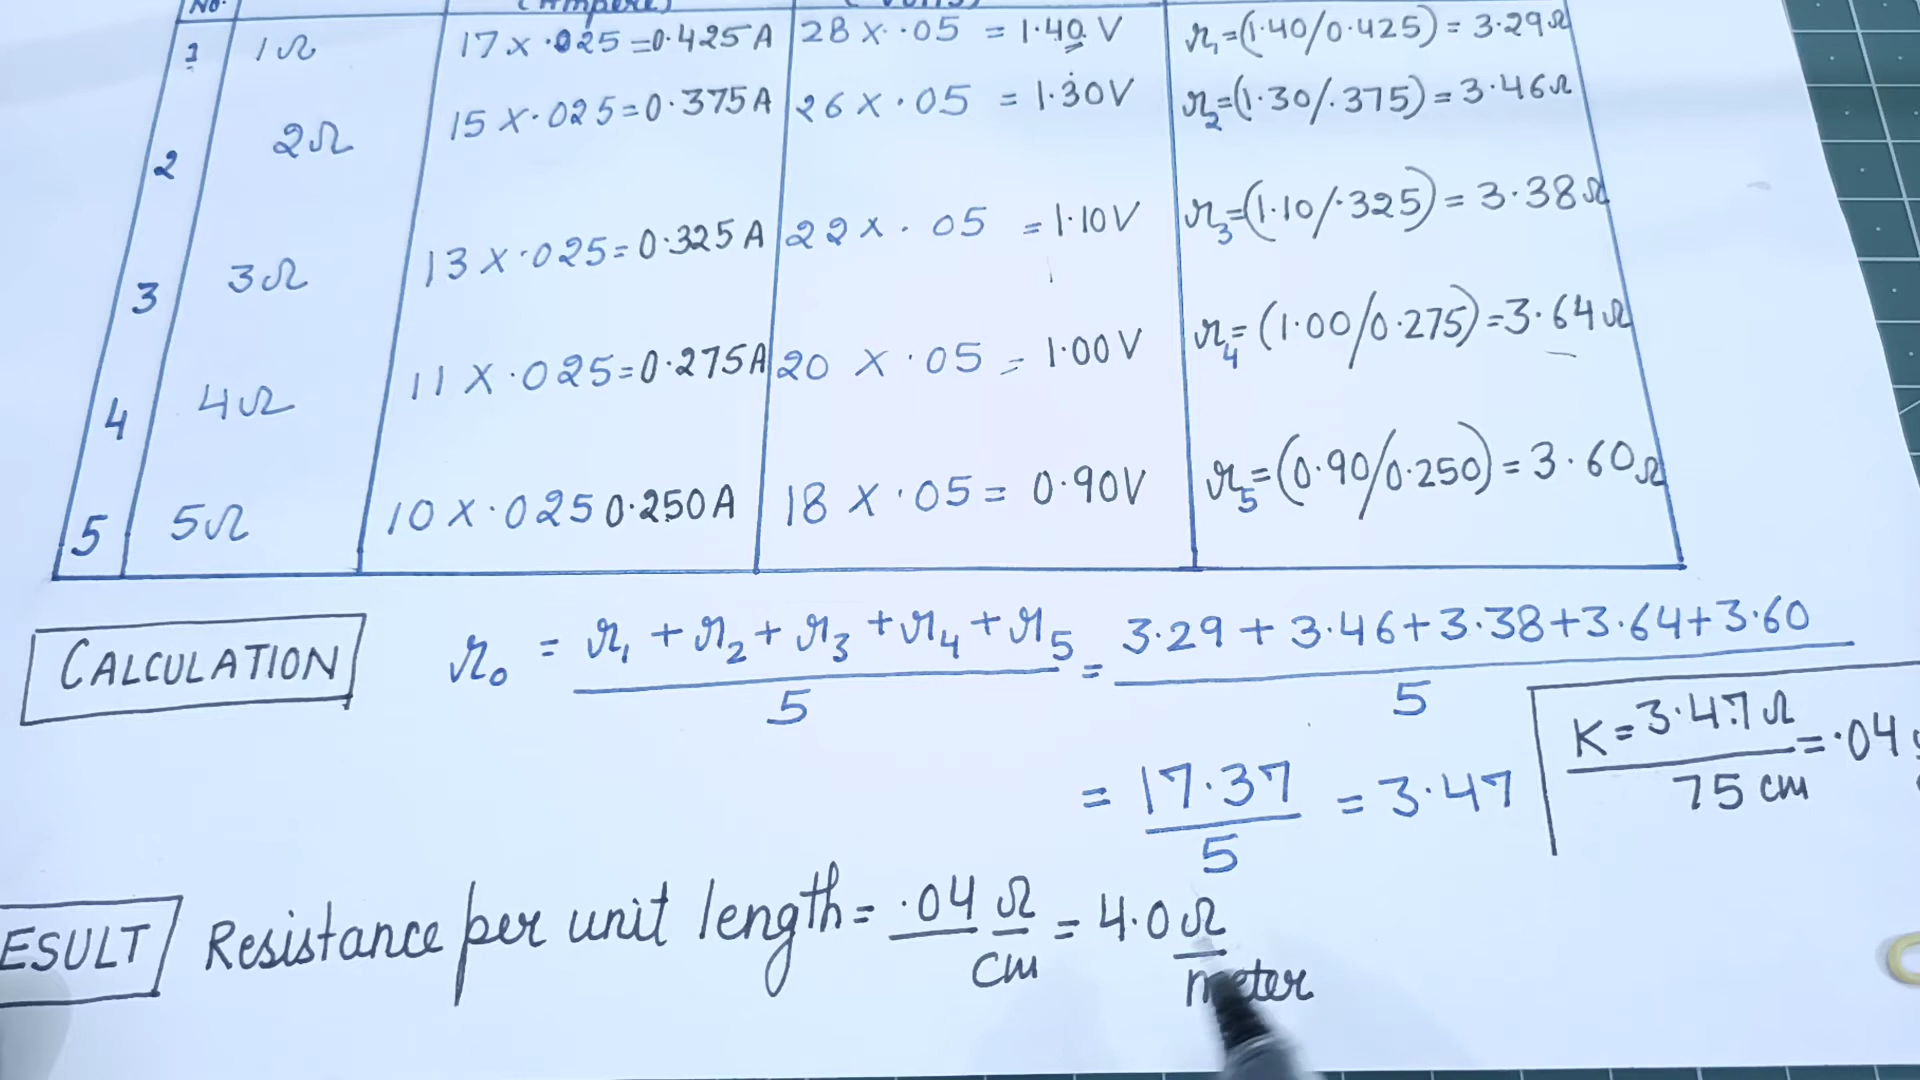 No. (Ampere)
1 1Ω 17 X .025 = 0.425 A 28 X .05 = 1.40 V r₁=(1.40/0.425) = 3.29Ω
2 2Ω 15 X .025 = 0.375A 26 X .05 = 1.30V r₂=(1.30/.375) = 3.46Ω
3 3Ω 13 X .025 = 0.325 A 22 X .05 = 1.10V r₃=(1.10/.325) = 3.38Ω
4 4Ω 11 X .025 = 0.275A 20 X .05 = 1.00V r₄= (1.00/0.275) = 3.64Ω
5 5Ω 10 X .025 0.250A 18 X .05 = 0.90V r₅=(0.90/0.250) = 3.60Ω
CALCULATION r₀ = r₁ + r₂ + r₃ + r₄ + r₅ / 5 = 3.29 + 3.46 + 3.38 + 3.64 + 3.60 / 5
= 17.37 / 5 = 3.47
K = 3.47Ω / 75 cm = .04
ESULT Resistance per unit length = .04 Ω / cm = 4.0 Ω / meter